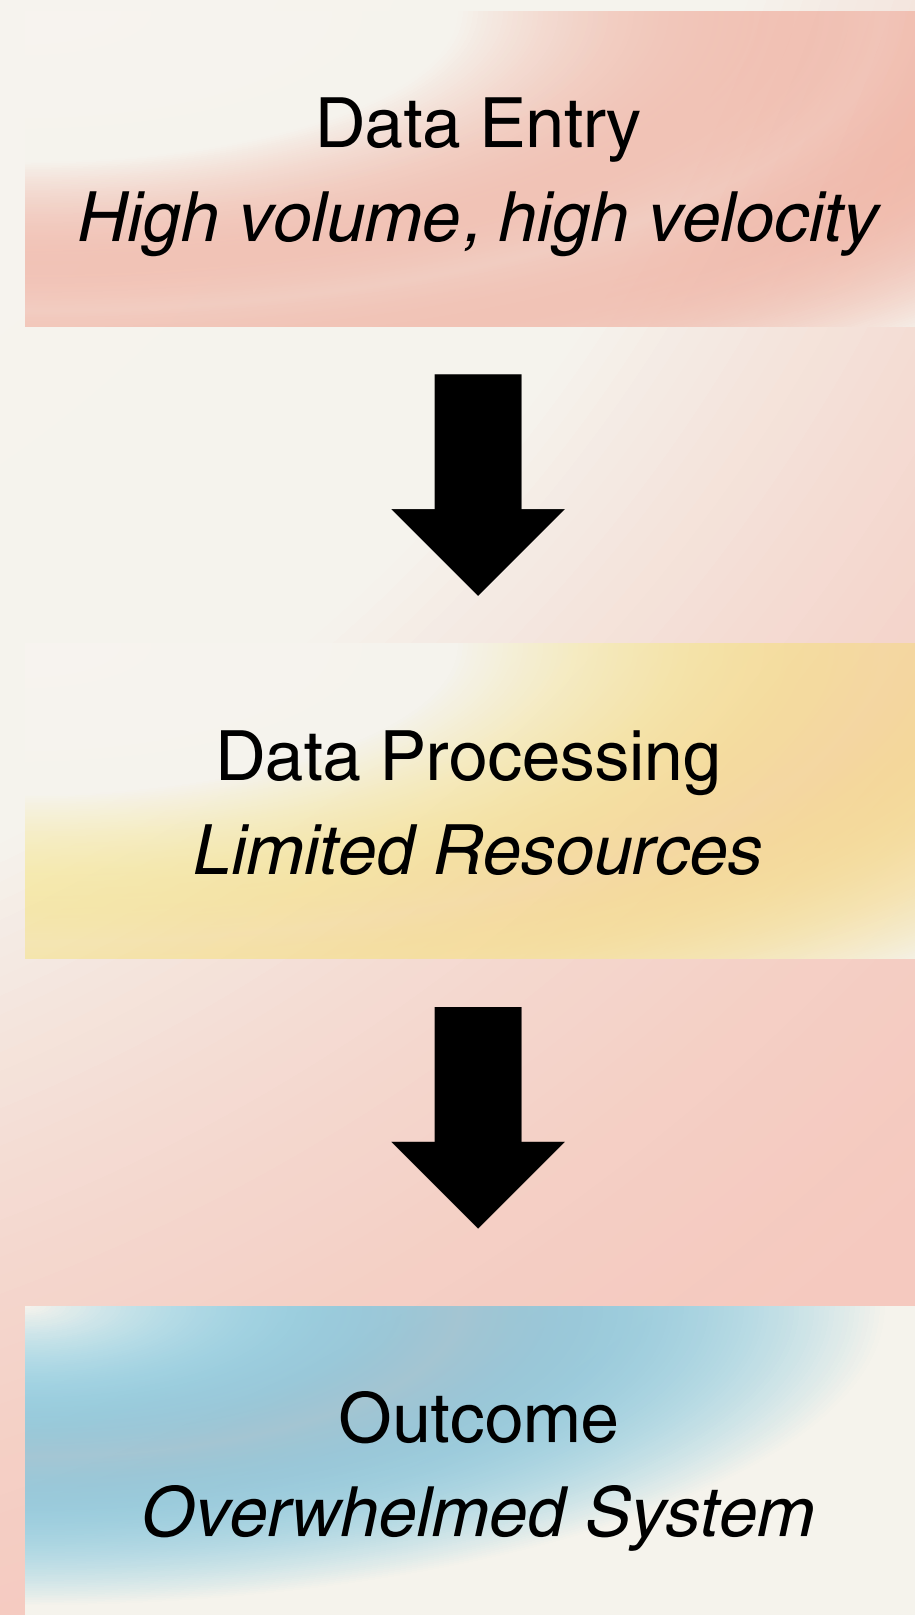 Data Entry
High volume, high velocity
Data Processing
Limited Resources
Outcome
Overwhelmed System